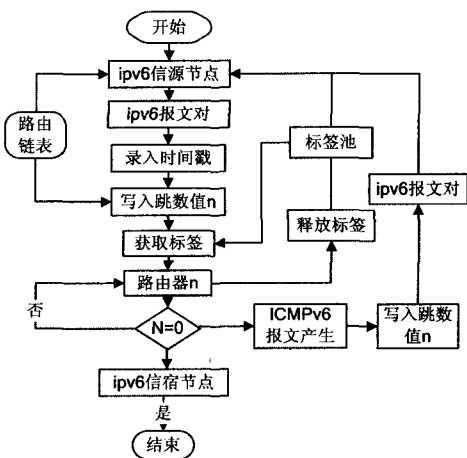 开始
ipv6信源节点
ipv6报文对
路由
链表
标签池
录入时间戳
ipv6报文对
写入跳数值n
释放标签
获取标签
路由器n
否
N=0
ICMPv6
报文产生
写入跳数
值n
ipv6信宿节点
是
结束